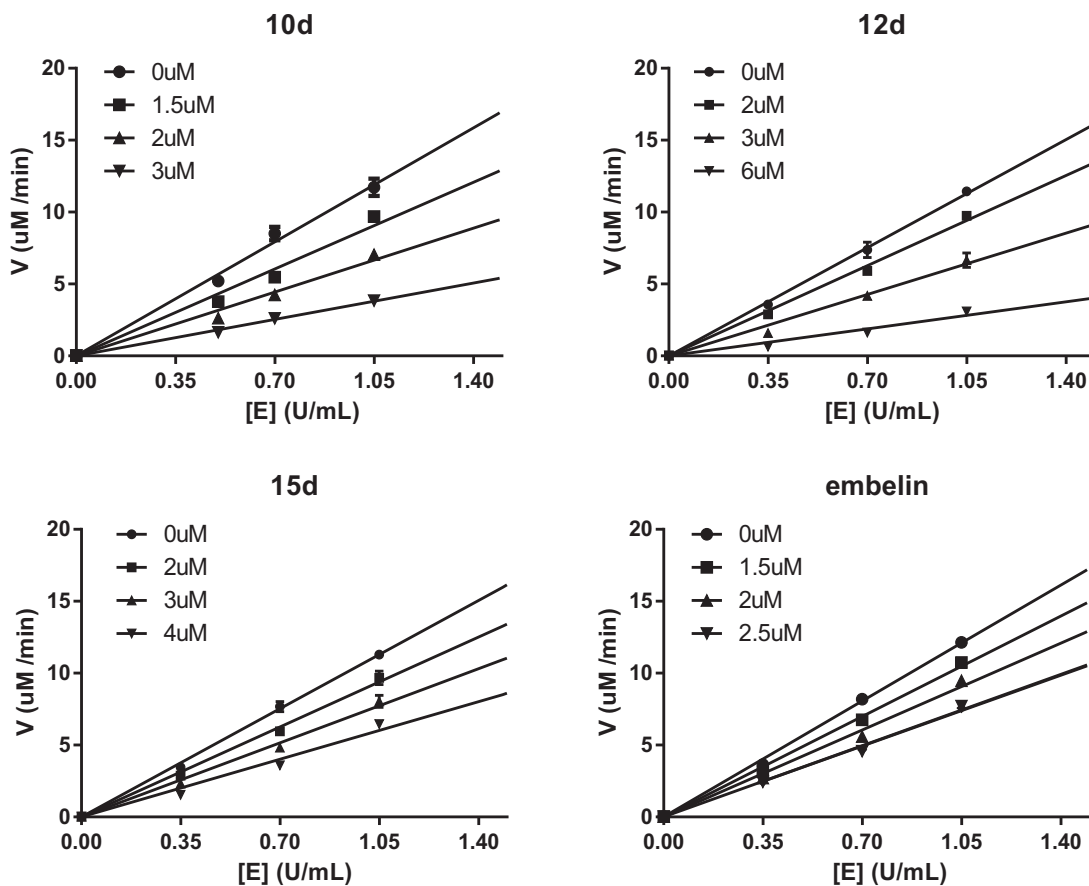 10d
20
15
10
5
0
V (uM /min)
0uM
1.5uM
2uM
3uM
0.00 0.35 0.70 1.05 1.40
[E] (U/mL)
12d
20
15
10
5
0
V (uM /min)
0uM
2uM
3uM
6uM
0.00 0.35 0.70 1.05 1.40
[E] (U/mL)
15d
20
15
10
5
0
V (uM /min)
0uM
2uM
3uM
4uM
0.00 0.35 0.70 1.05 1.40
[E] (U/mL)
embelin
20
15
10
5
0
V (uM /min)
0uM
1.5uM
2uM
2.5uM
0.00 0.35 0.70 1.05 1.40
[E] (U/mL)